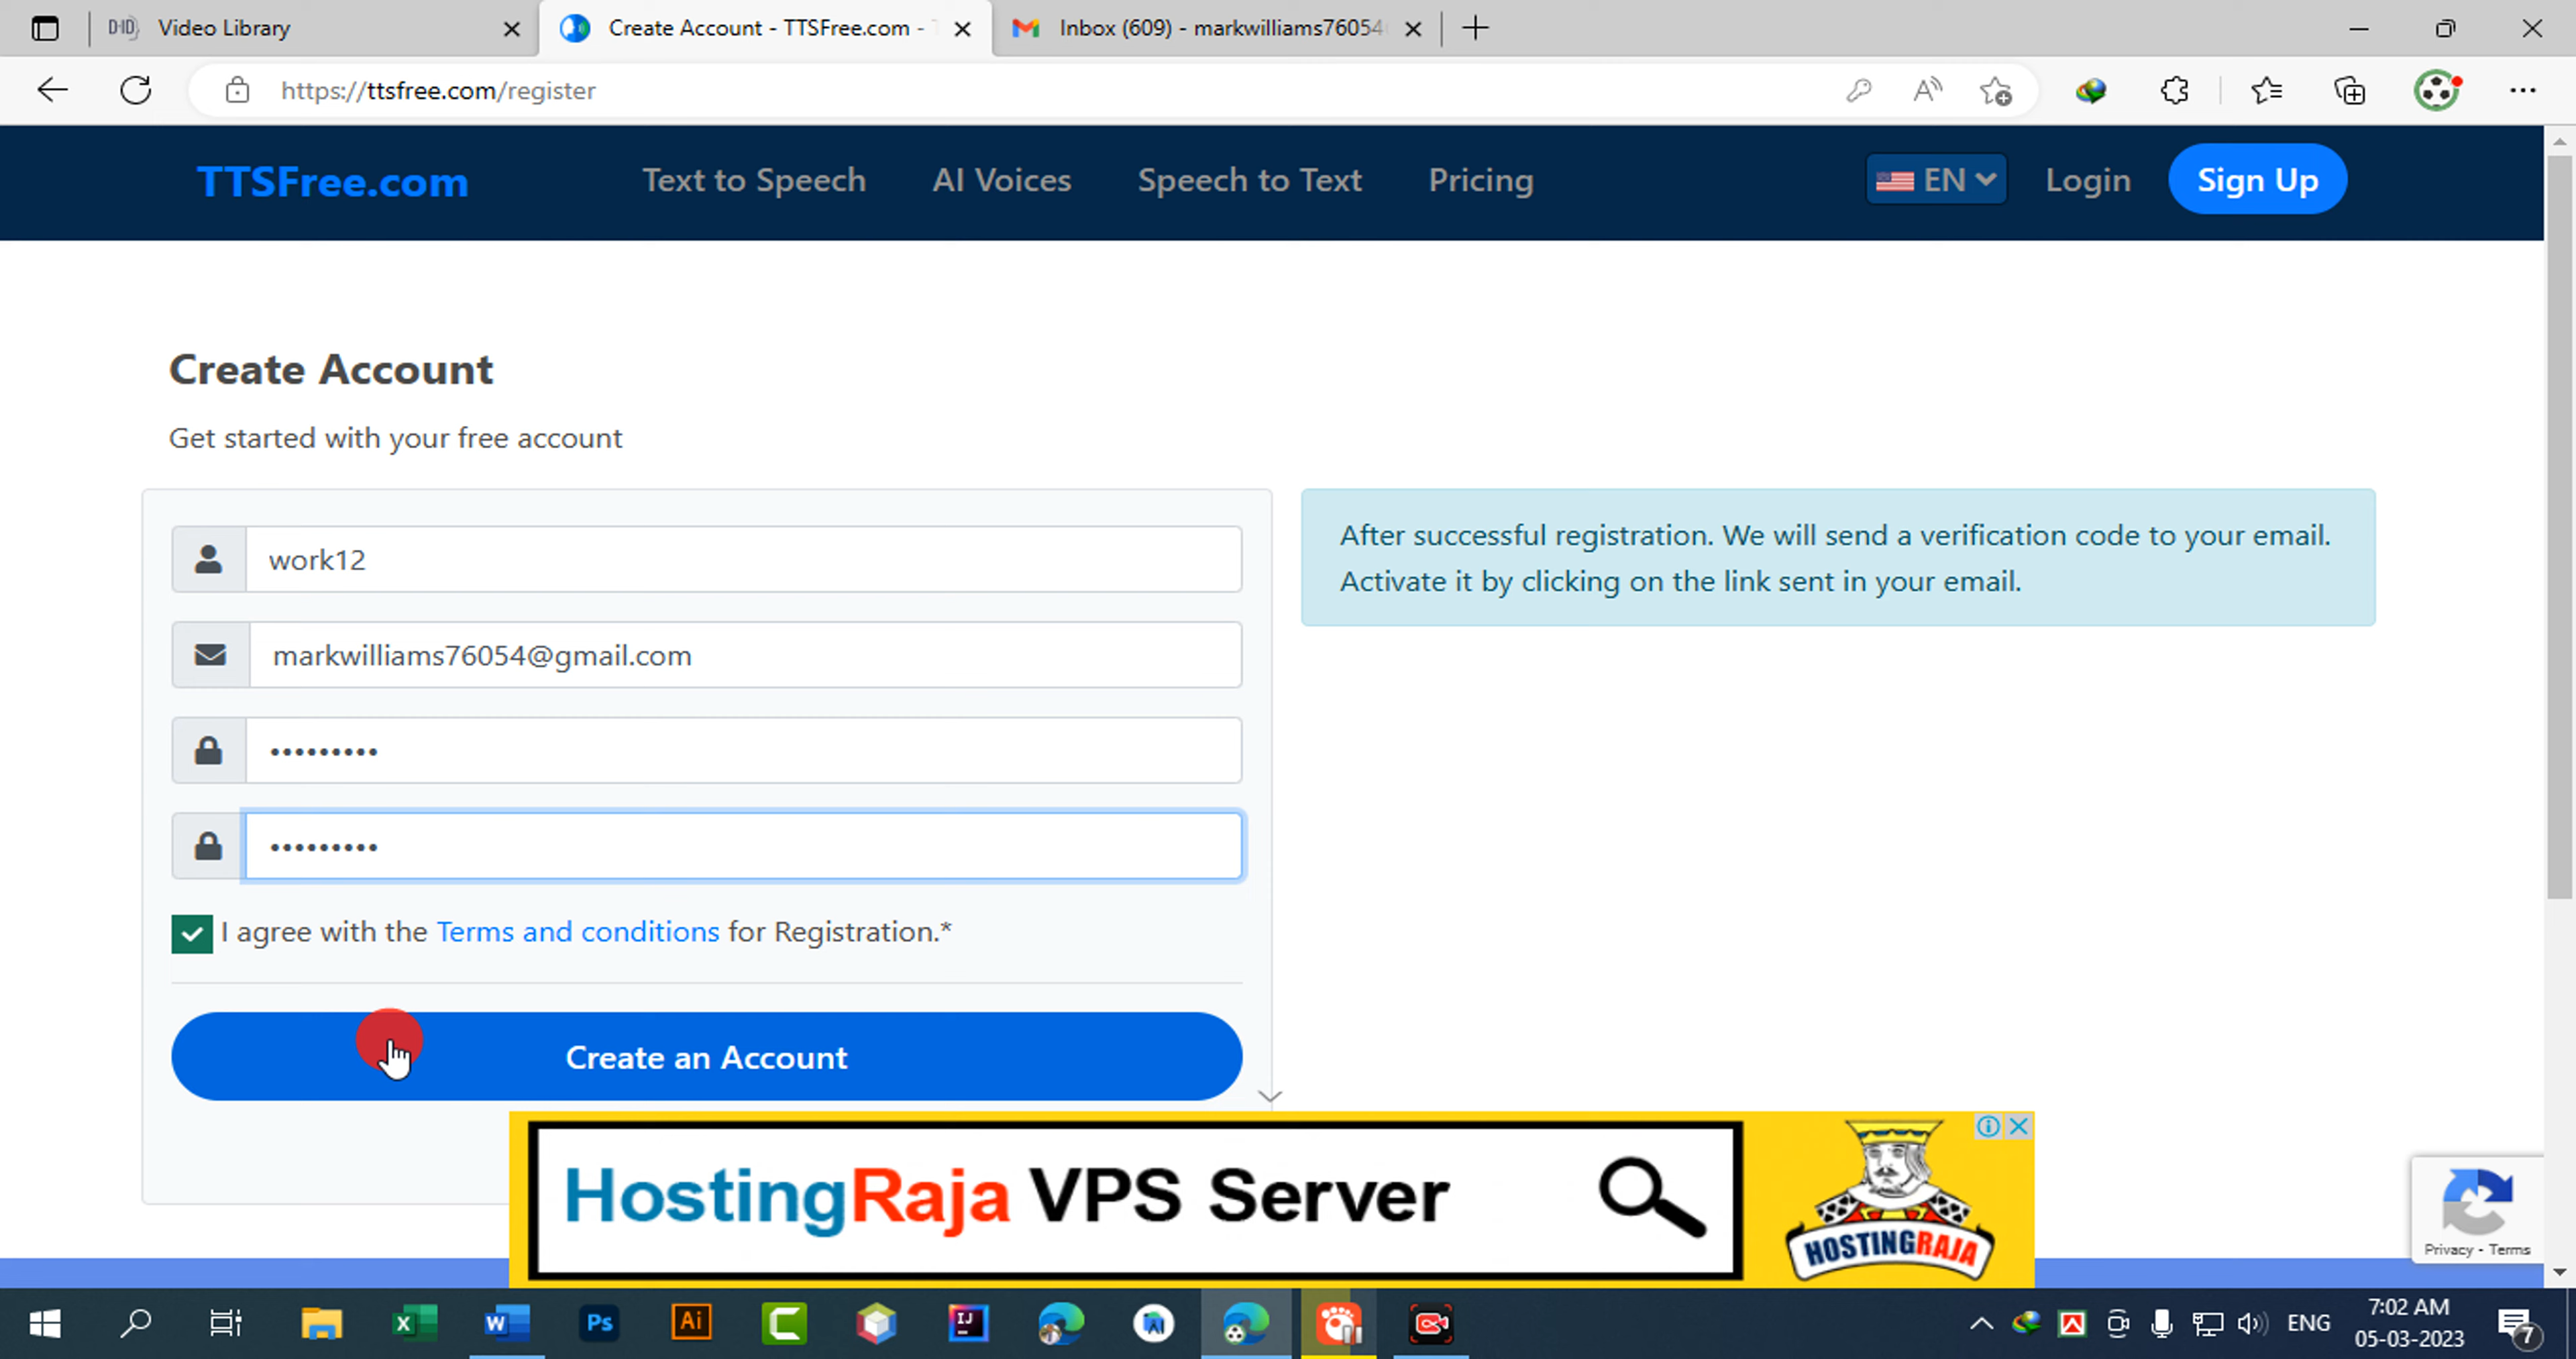 Video Library
Create Account - TTSFree.com -
Inbox (609) - markwilliams76054
https://ttsfree.com/register
TTSFree.com
Text to Speech
AI Voices
Speech to Text
Pricing
EN
Login
Sign Up
Create Account
Get started with your free account
work12
After successful registration. We will send a verification code to your email.
Activate it by clicking on the link sent in your email.
markwilliams76054@gmail.com
•••••••••
•••••••••
I agree with the Terms and conditions for Registration.*
Create an Account
HostingRaja VPS Server
HOSTINGRAJA
Privacy - Terms
ENG
7:02 AM
05-03-2023
7